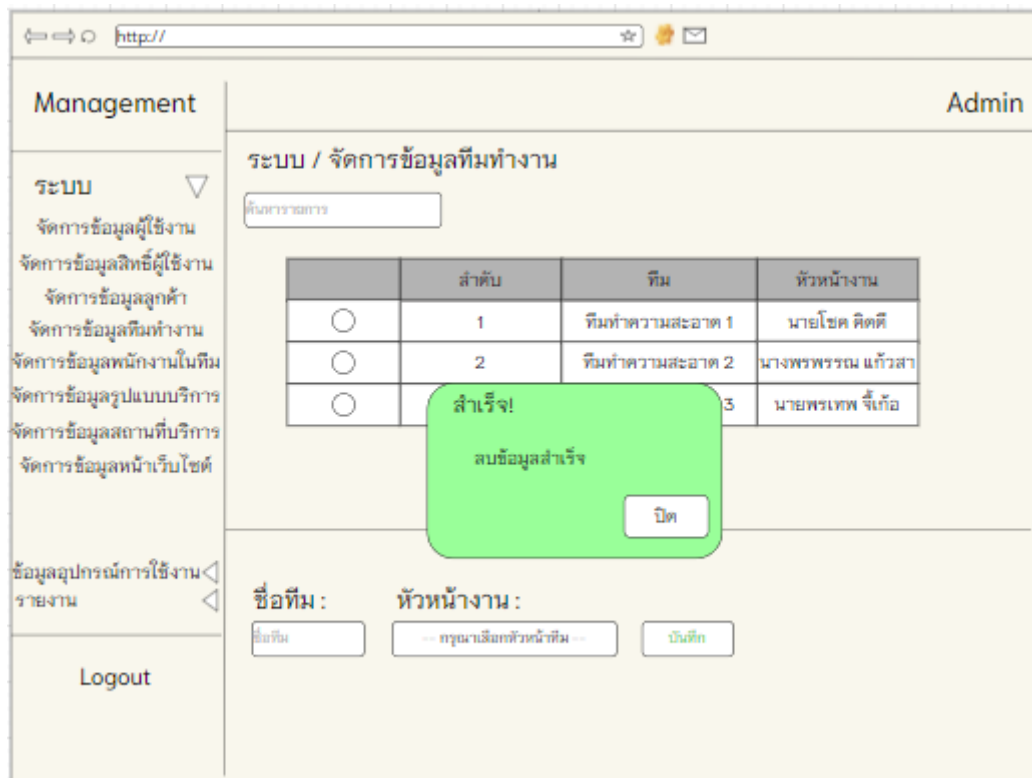 http://
Management
Admin
ระบบ / จัดการข้อมูลทีมทำงาน
ค้นหารายการ
ระบบ
จัดการข้อมูลผู้ใช้งาน
จัดการข้อมูลสิทธิ์ผู้ใช้งาน
จัดการข้อมูลลูกค้า
จัดการข้อมูลทีมทำงาน
จัดการข้อมูลพนักงานในทีม
จัดการข้อมูลรูปแบบบริการ
จัดการข้อมูลสถานที่บริการ
จัดการข้อมูลหน้าเว็บไซต์
ข้อมูลอุปกรณ์การใช้งาน
รายงาน
Logout
ลำดับ ทีม หัวหน้างาน
1 ทีมทำความสะอาด 1 นายโชค คิดดี
2 ทีมทำความสะอาด 2 นางพรพรรณ แก้วสา
3 นายพรเทพ จี้เก้อ
สำเร็จ!
ลบข้อมูลสำเร็จ
ปิด
ชื่อทีม : หัวหน้างาน :
ชื่อทีม -- กรุณาเลือกหัวหน้าทีม -- บันทึก